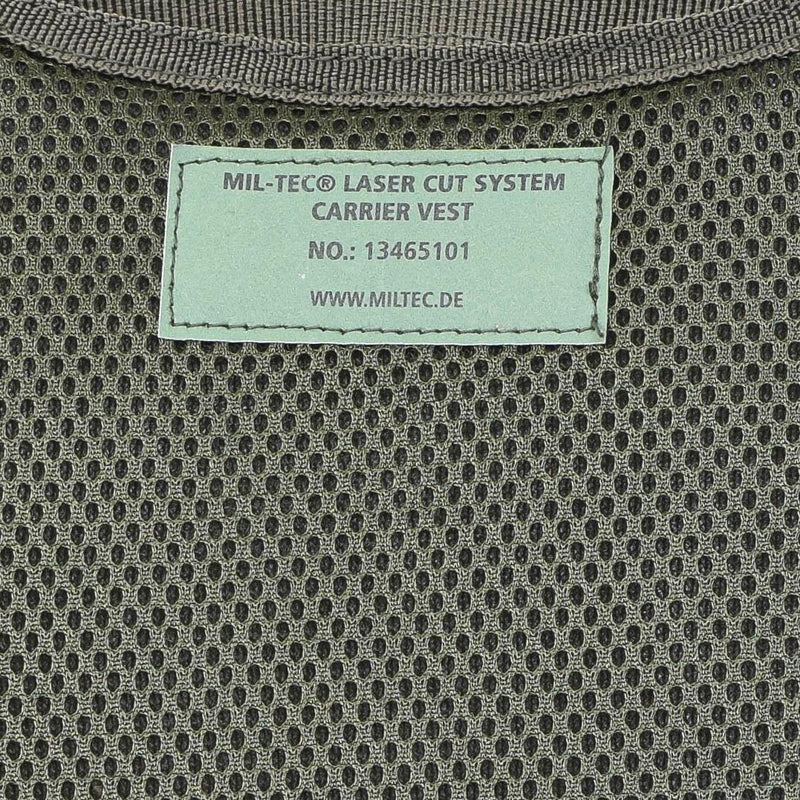 MIL-TEC® LASER CUT SYSTEM
CARRIER VEST
NO.: 13465101
WWW.MILTEC.DE